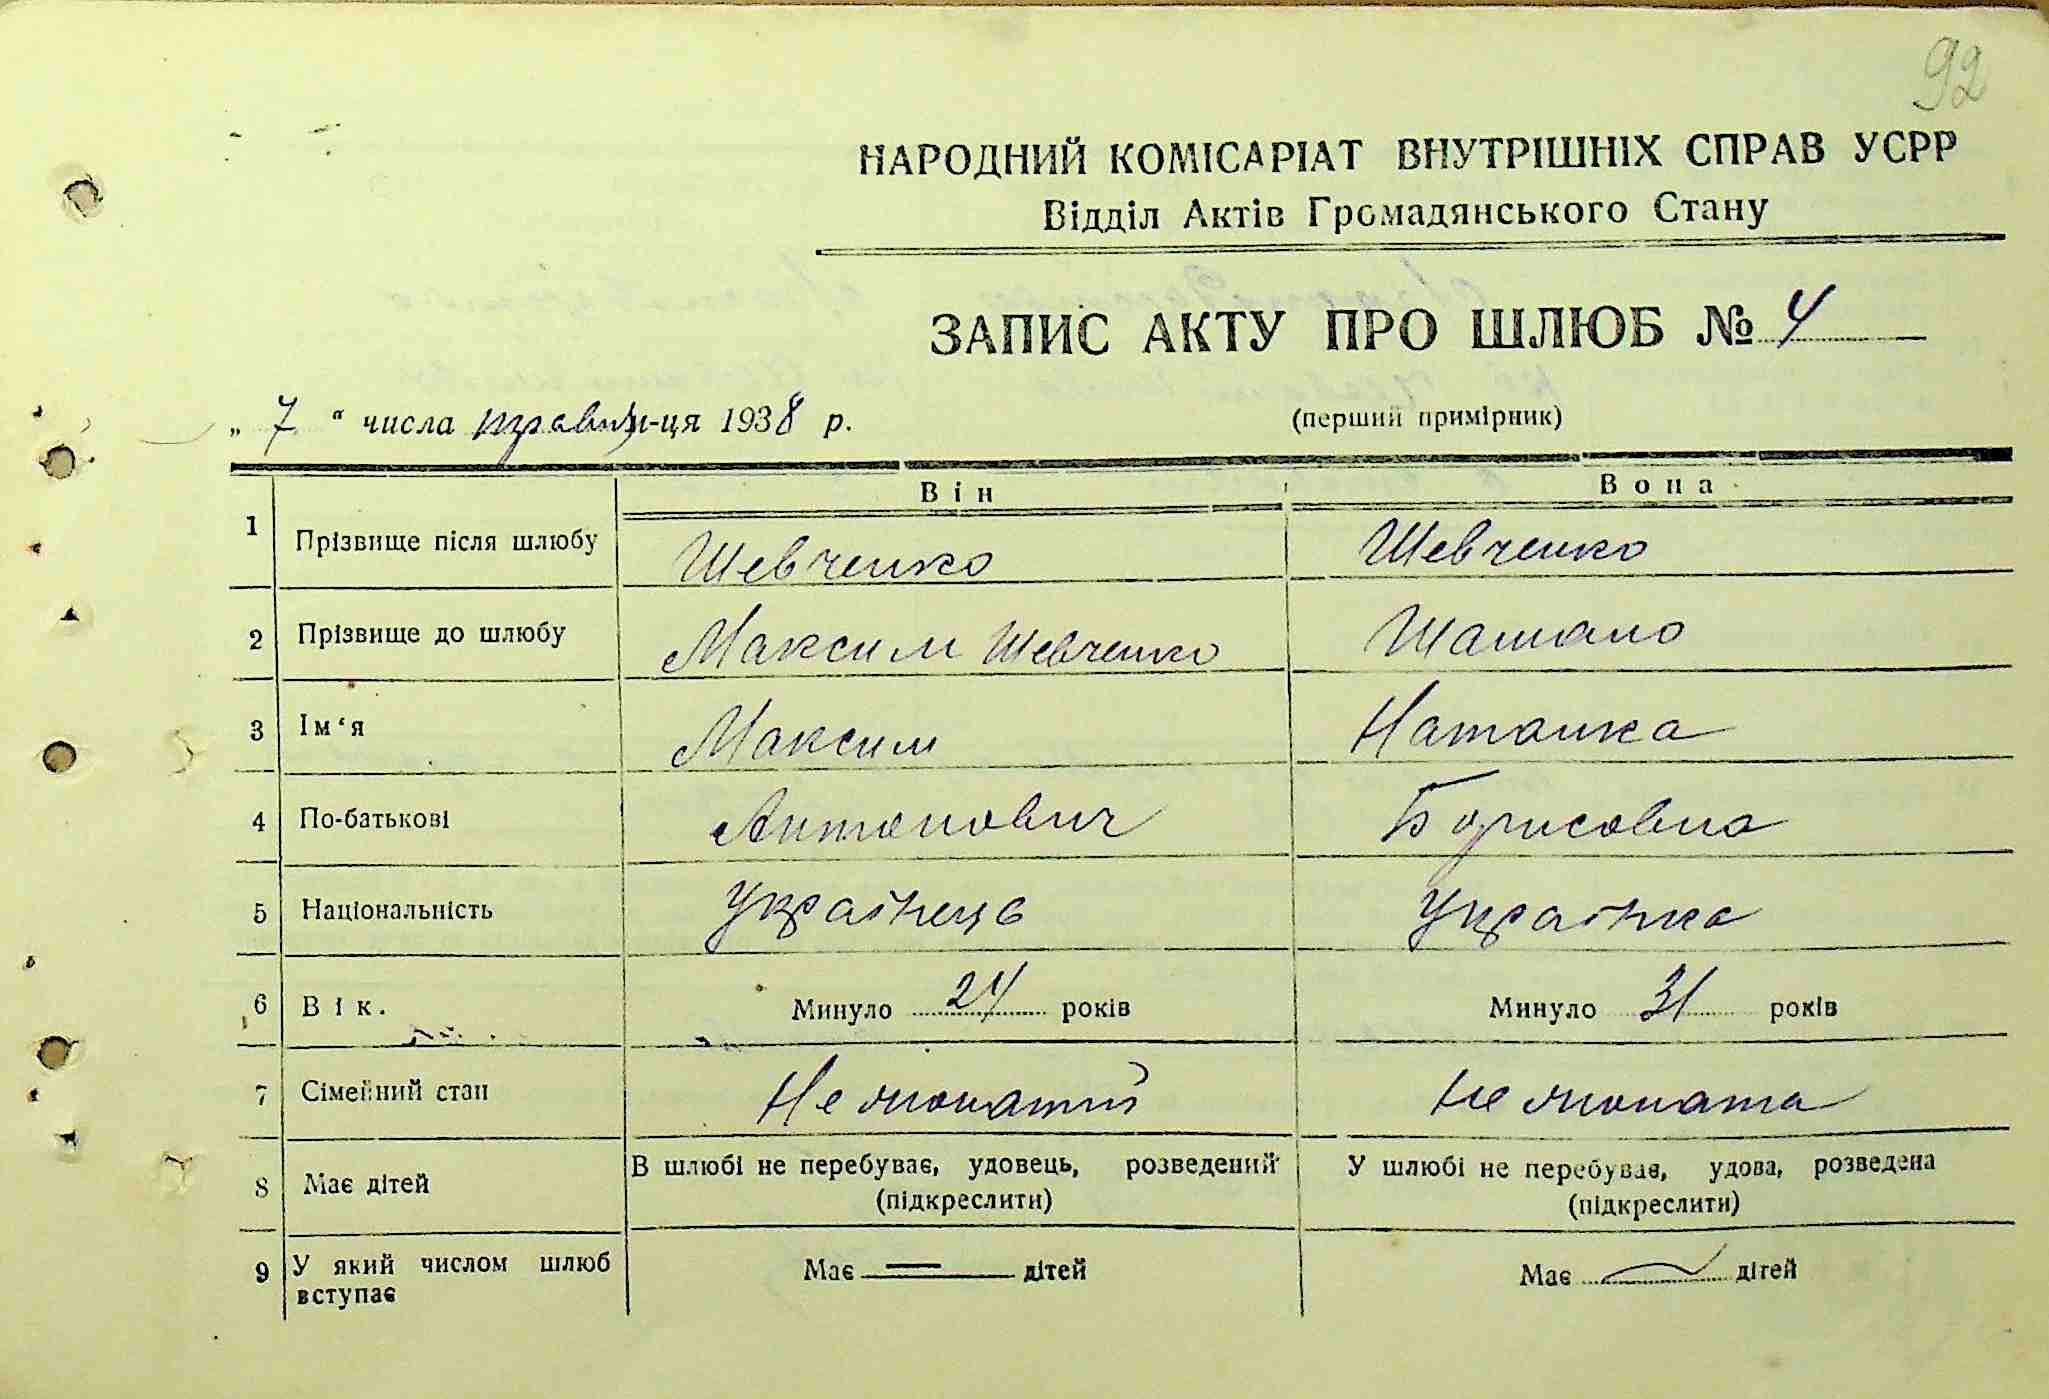 92
НАРОДНИЙ КОМІСАРІАТ ВНУТРІШНІХ СПРАВ УСРР
Відділ Актів Громадянського Стану
ЗАПИС АКТУ ПРО ШЛЮБ № 4
„ 7 “ числа травня-ця 1938 р. (перший примірник)
Він Вона
1 Прізвище після шлюбу Шевченко Шевченко
2 Прізвище до шлюбу Максим Шевченко
3 Ім‘я Максим Наталка
4 По-батькові Антонович Борисовна
5 Національність Українець Українка
6 Вік. Минуло 24 років Минуло 31 років
7 Сімейний стан Не жонатий Не жоната
8 Має дітей В шлюбі не перебуває, удовець, розведений У шлюбі не перебуває, удова, розведена
(підкреслити) (підкреслити)
9 У який числом шлюб вступає Має — дітей Має — дітей